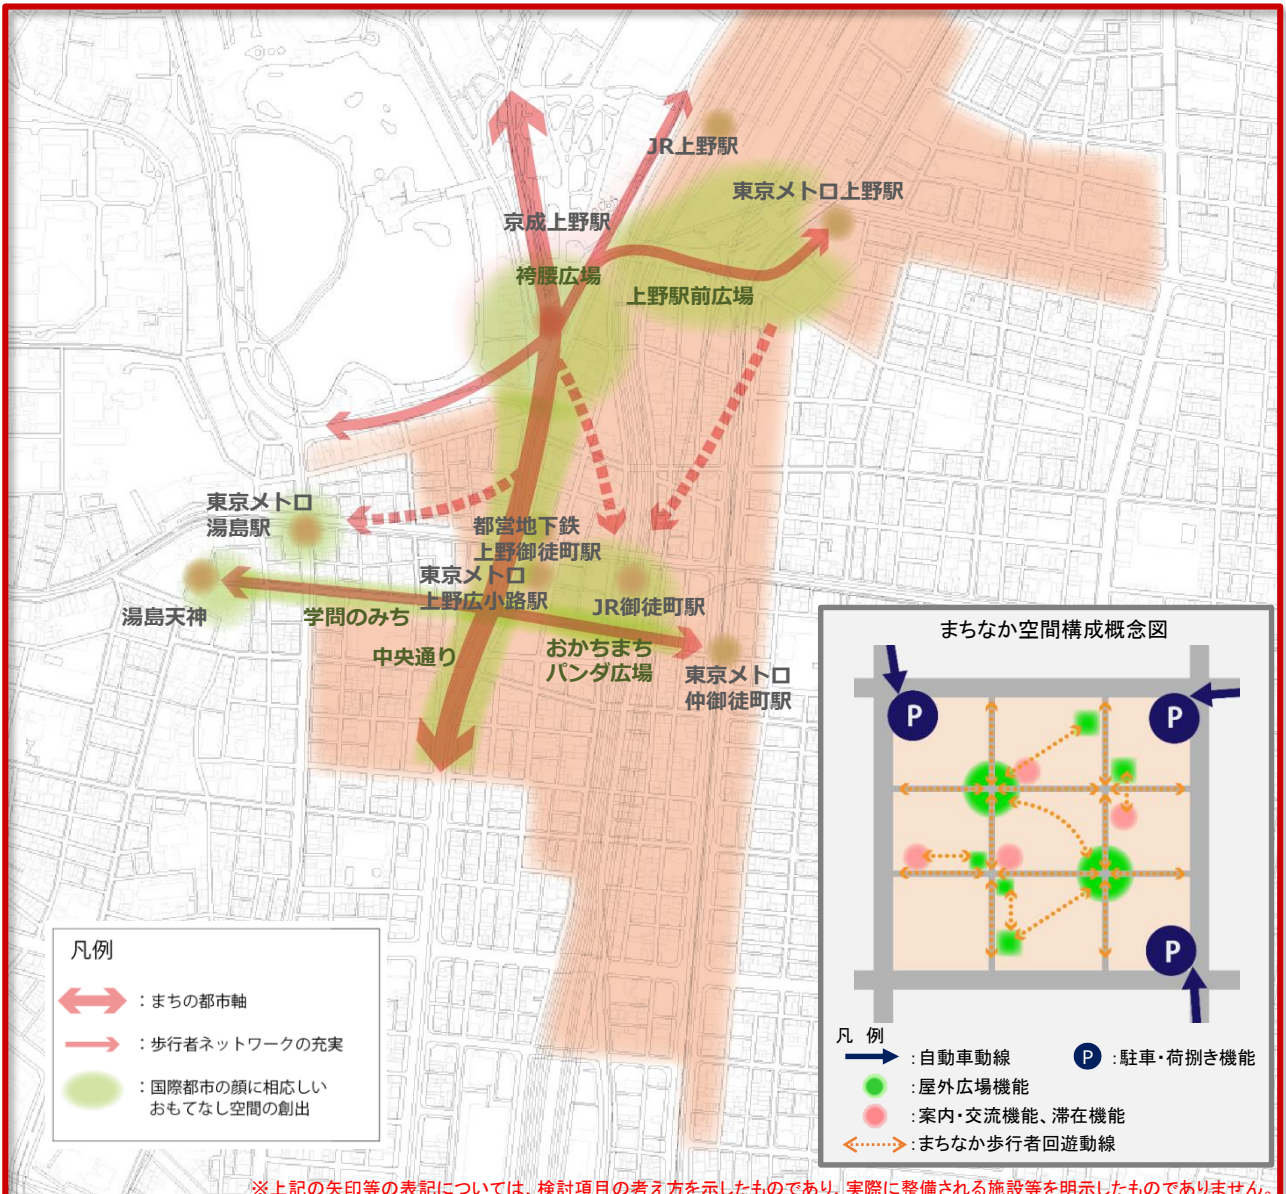 JR上野駅
東京メトロ上野駅
京成上野駅
袴腰広場
上野駅前広場
東京メトロ
湯島駅
都営地下鉄
上野御徒町駅
東京メトロ
上野広小路駅
JR御徒町駅
湯島天神
学問のみち
中央通り
おかちまち
パンダ広場
東京メトロ
仲御徒町駅
凡例
：まちの都市軸
：歩行者ネットワークの充実
：国際都市の顔に相応しい
おもてなし空間の創出
まちなか空間構成概念図
P
P
P
凡 例
：自動車動線
P ：駐車・荷捌き機能
：屋外広場機能
：案内・交流機能、滞在機能
：まちなか歩行者回遊動線
※上記の矢印等の表記については、検討項目の考え方を示したものであり、実際に整備される施設等を明示したものでありません。